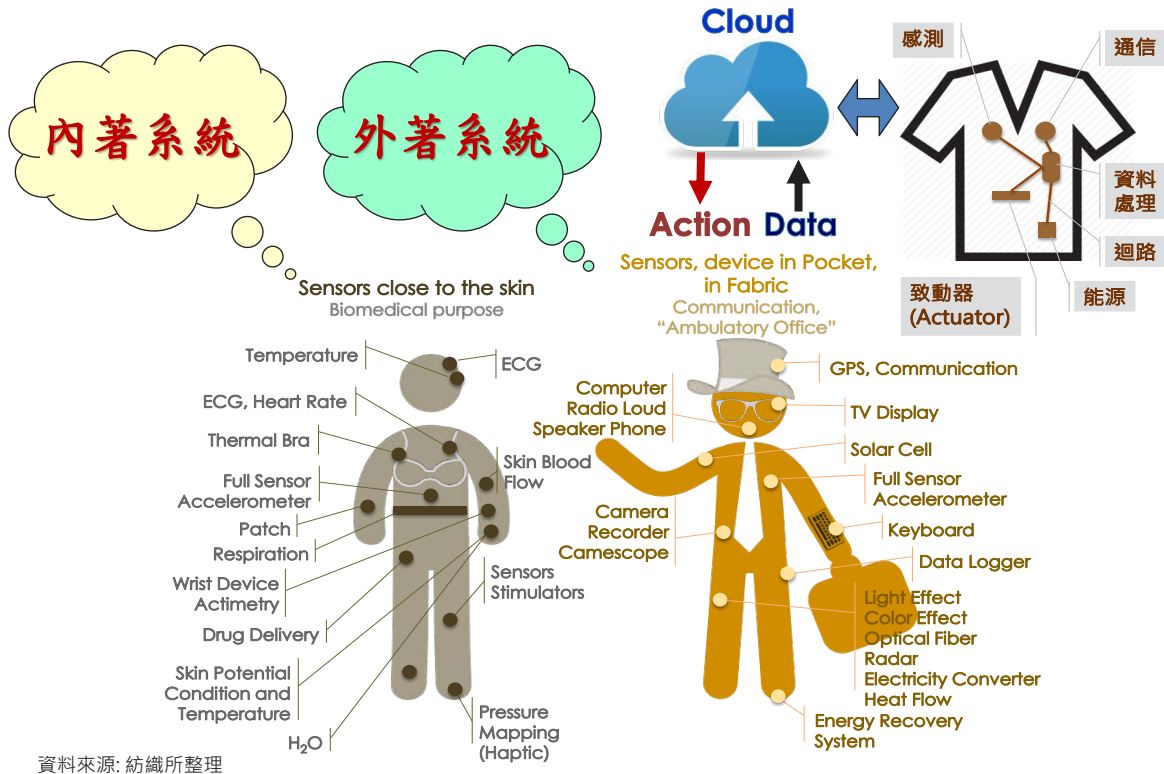 內著系統
外著系統
Cloud
Action Data
感測
通信
資料
處理
迴路
能源
致動器
(Actuator)
Sensors close to the skin
Biomedical purpose
Sensors, device in Pocket,
in Fabric
Communication,
“Ambulatory Office”
Temperature
ECG
ECG, Heart Rate
Thermal Bra
Skin Blood
Flow
Full Sensor
Accelerometer
Patch
Respiration
Wrist Device
Actimetry
Sensors
Stimulators
Drug Delivery
Skin Potential
Condition and
Temperature
H2O
Pressure
Mapping
(Haptic)
GPS, Communication
Computer
Radio Loud
Speaker Phone
TV Display
Solar Cell
Full Sensor
Accelerometer
Camera
Recorder
Camescope
Keyboard
Data Logger
Light Effect
Color Effect
Optical Fiber
Radar
Electricity Converter
Heat Flow
Energy Recovery
System
資料來源: 紡織所整理